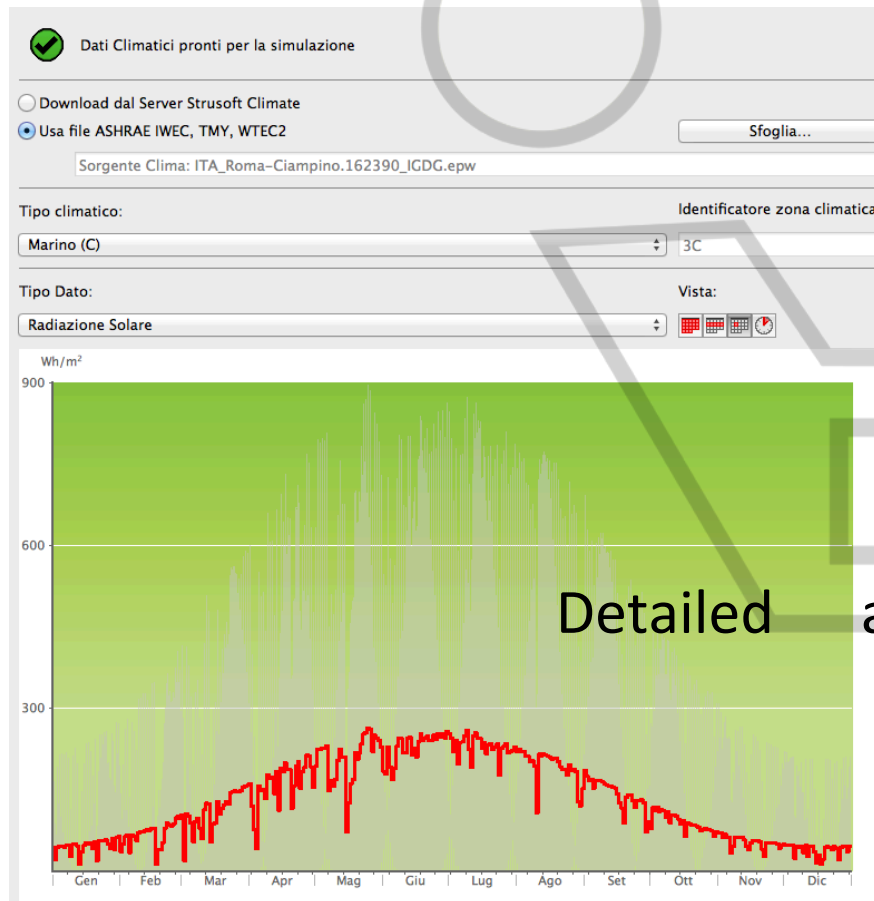 Dati Climatici pronti per la simulazione
Download dal Server Strusoft Climate
Usa file ASHRAE IWEC, TMY, WTEC2
Sfoglia...
Sorgente Clima: ITA_Roma-Ciampino.162390_IGDG.epw
Tipo climatico:
Identificatore zona climatica
Marino (C)
3C
Tipo Dato:
Vista:
Radiazione Solare
Wh/m²
900
600
Detailed a
300
Gen Feb Mar Apr Mag Giu Lug Ago Set Ott Nov Dic